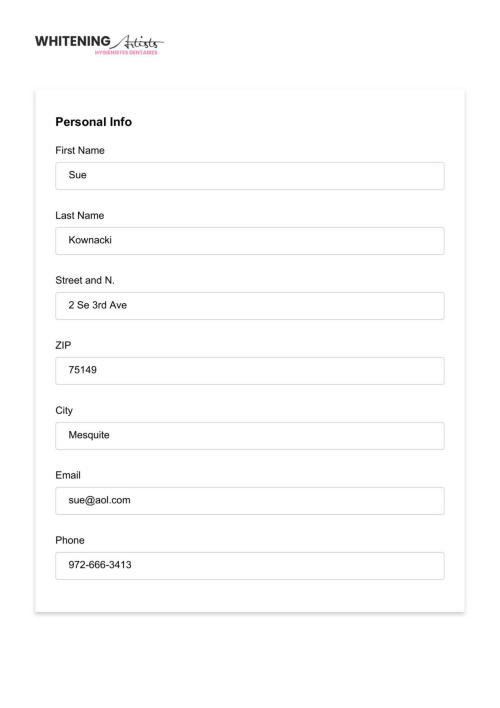 WHITENING Artists
HYGIÉNISTES DENTAIRES
Personal Info
First Name
Sue
Last Name
Kownacki
Street and N.
2 Se 3rd Ave
ZIP
75149
City
Mesquite
Email
sue@aol.com
Phone
972-666-3413